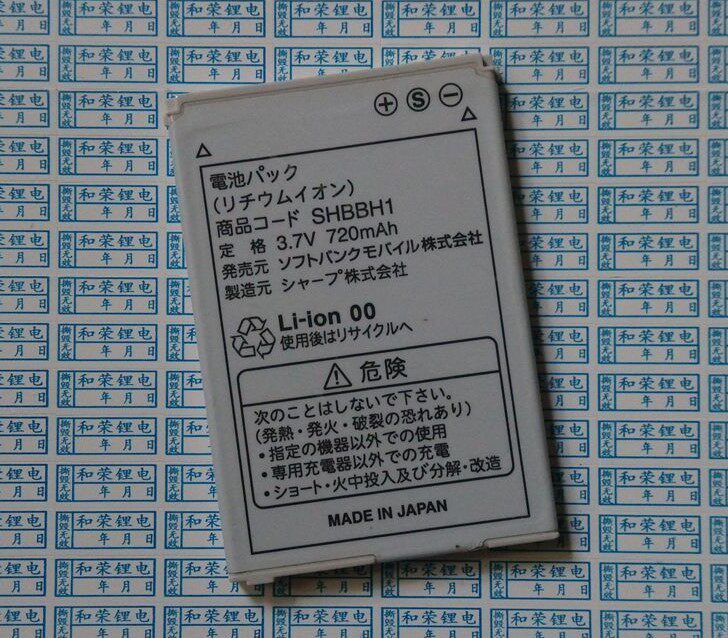 + S −
電池パック
(リチウムイオン)
商品コード SHBBH1
定 格 3.7V 720mAh
発売元 ソフトバンクモバイル株式会社
製造元 シャープ株式会社
Li-ion 00
使用後はリサイクルへ
危険
次のことはしないで下さい。
(発熱・発火・破裂の恐れあり)
・指定の機器以外での使用
・専用充電器以外での充電
・ショート・火中投入及び分解・改造
MADE IN JAPAN
撕毁无效
和荣锂电
年 月 日